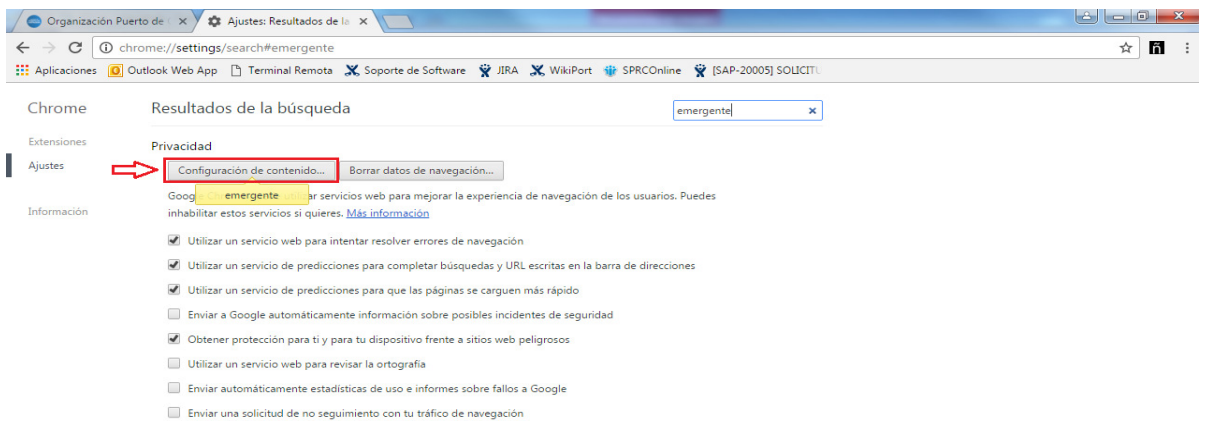 Organización Puerto de
Ajustes: Resultados de la
chrome://settings/search#emergente
ñ
Aplicaciones
Outlook Web App
Terminal Remota
Soporte de Software
JIRA
WikiPort
SPRCOnline
[SAP-20005] SOLICITU
Chrome
Extensiones
Ajustes
Información
Resultados de la búsqueda
emergente
Privacidad
Configuración de contenido...
Borrar datos de navegación...
emergente
Goog ar servicios web para mejorar la experiencia de navegación de los usuarios. Puedes
inhabilitar estos servicios si quieres. Más información
Utilizar un servicio web para intentar resolver errores de navegación
Utilizar un servicio de predicciones para completar búsquedas y URL escritas en la barra de direcciones
Utilizar un servicio de predicciones para que las páginas se carguen más rápido
Enviar a Google automáticamente información sobre posibles incidentes de seguridad
Obtener protección para ti y para tu dispositivo frente a sitios web peligrosos
Utilizar un servicio web para revisar la ortografía
Enviar automáticamente estadísticas de uso e informes sobre fallos a Google
Enviar una solicitud de no seguimiento con tu tráfico de navegación